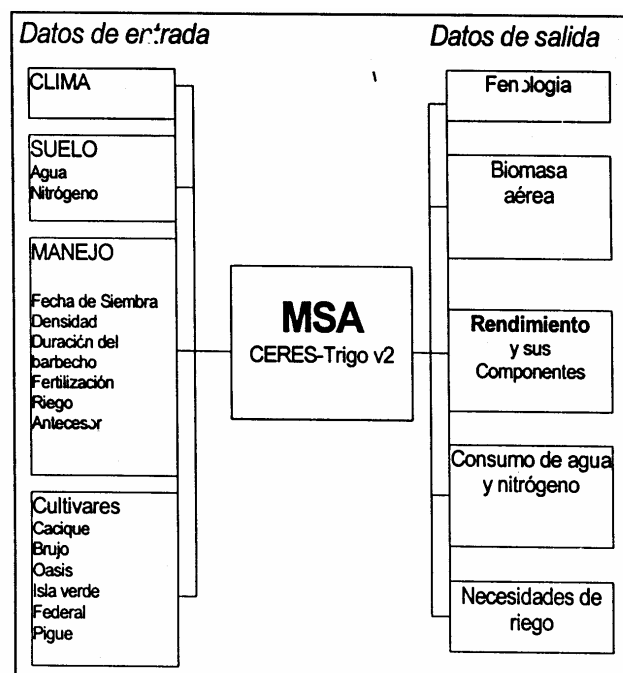 Datos de entrada
CLIMA
SUELO
Agua
Nitrógeno
MANEJO
Fecha de Siembra
Densidad
Duración del
barbecho
Fertilización
Riego
Antecesor
Cultivares
Cacique
Brujo
Oasis
Isla verde
Federal
Pigue
MSA
CERES-Trigo v2
Datos de salida
Fenologia
Biomasa
aérea
Rendimiento
y sus
Componentes
Consumo de agua
y nitrógeno
Necesidades de
riego